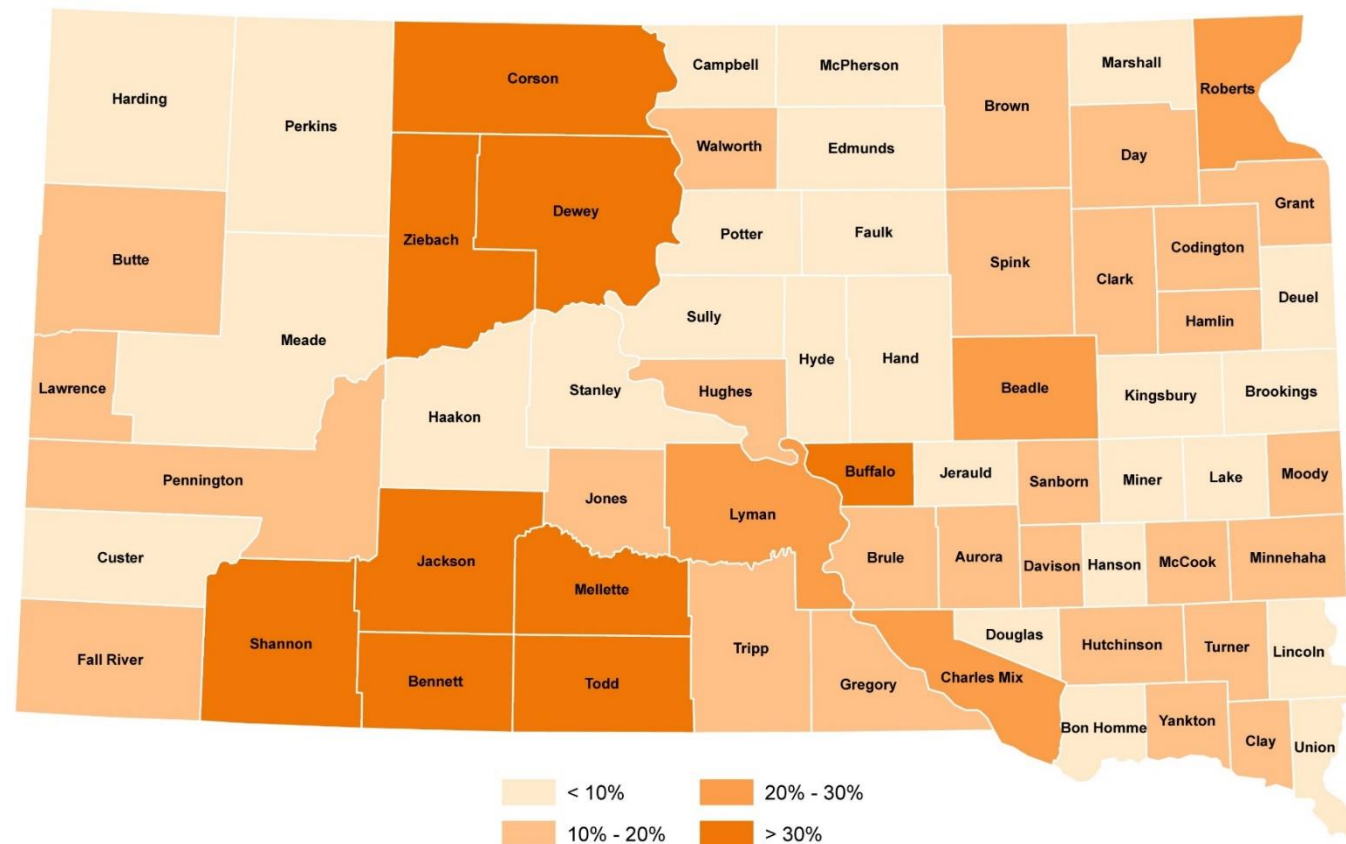 Harding
Perkins
Corson
Campbell
McPherson
Marshall
Roberts
Brown
Walworth
Edmunds
Day
Grant
Butte
Ziebach
Dewey
Potter
Faulk
Spink
Clark
Codington
Hamlin
Deuel
Meade
Sully
Hyde
Hand
Lawrence
Haakon
Stanley
Hughes
Beadle
Kingsbury
Brookings
Pennington
Jones
Lyman
Buffalo
Jerauld
Sanborn
Miner
Lake
Moody
Custer
Jackson
Mellette
Brule
Aurora
Davison
Hanson
McCook
Minnehaha
Fall River
Shannon
Bennett
Todd
Tripp
Gregory
Charles Mix
Douglas
Hutchinson
Turner
Lincoln
Bon Homme
Yankton
Clay
Union
< 10%
10% - 20%
20% - 30%
> 30%